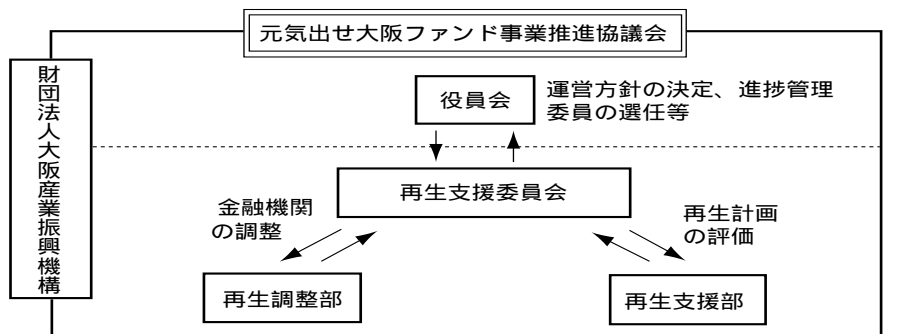 元気出せ大阪ファンド事業推進協議会
財団法人大阪産業振興機構
役員会
運営方針の決定、進捗管理
委員の選任等
再生支援委員会
金融機関
の調整
再生計画
の評価
再生調整部
再生支援部